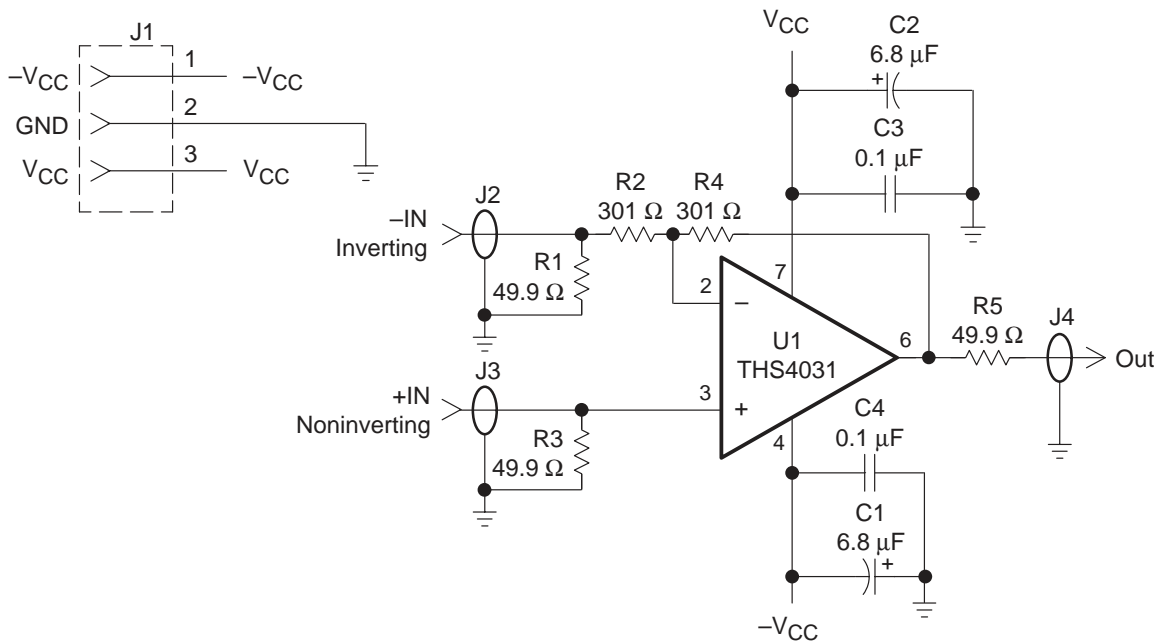 J1
–VCC 1 –VCC
GND 2
VCC 3 VCC
VCC
C2
6.8 µF
+
C3
0.1 µF
–IN
Inverting
J2
R1
49.9 Ω
R2
301 Ω
R4
301 Ω
2 –
7
U1
THS4031
6
3 +
4
+IN
Noninverting
J3
R3
49.9 Ω
R5
49.9 Ω
J4
Out
C4
0.1 µF
C1
6.8 µF
+
–VCC